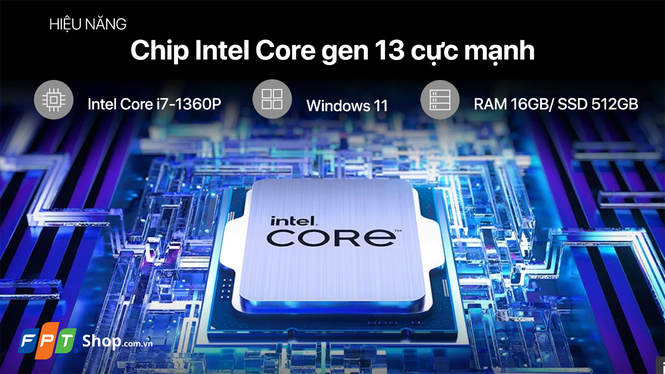 HIỆU NĂNG
Chip Intel Core gen 13 cực mạnh
Intel Core i7-1360P
Windows 11
RAM 16GB/ SSD 512GB
intel.
CORE™
FPT Shop.com.vn